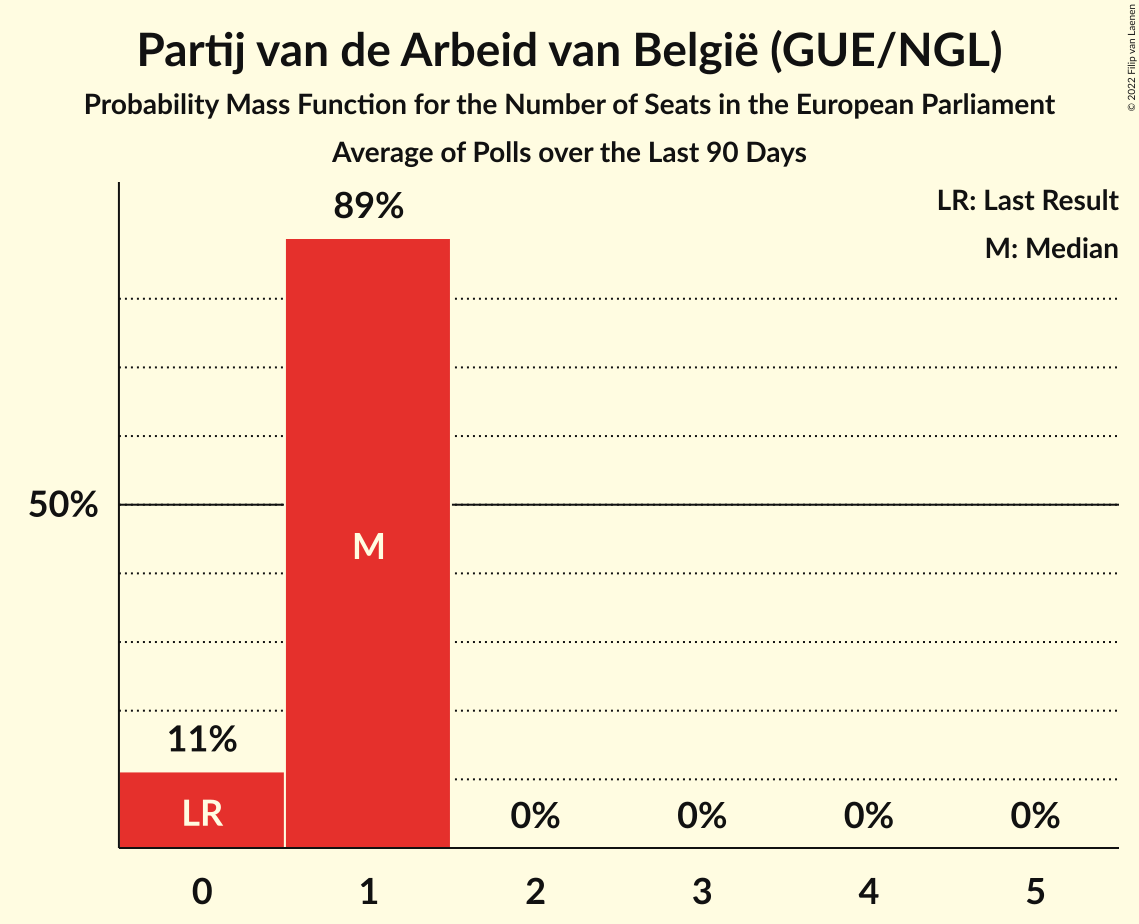 Partij van de Arbeid van België (GUE/NGL)
Probability Mass Function for the Number of Seats in the European Parliament
Average of Polls over the Last 90 Days
© 2022 Filip van Laenen
LR: Last Result
M: Median
89%
50%
M
11%
LR
0%
0%
0%
0%
0
1
2
3
4
5